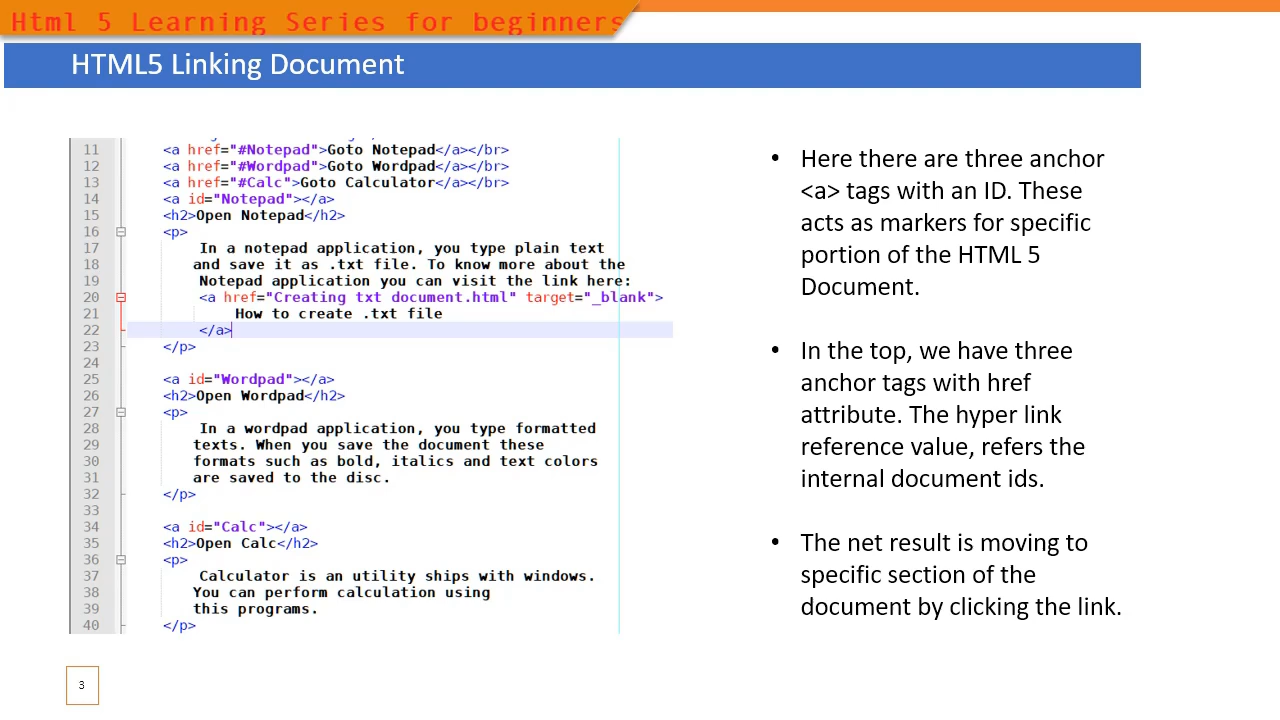 Html 5 Learning Series for beginners
HTML5 Linking Document
11 <a href="#Notepad">Goto Notepad</a></br>
12 <a href="#Wordpad">Goto Wordpad</a></br>
13 <a href="#Calc">Goto Calculator</a></br>
14 <a id="Notepad"></a>
15 <h2>Open Notepad</h2>
16 <p>
17 In a notepad application, you type plain text
18 and save it as .txt file. To know more about the
19 Notepad application you can visit the link here:
20 <a href="Creating txt document.html" target="_blank">
21 How to create .txt file
22 </a>
23 </p>
24
25 <a id="Wordpad"></a>
26 <h2>Open Wordpad</h2>
27 <p>
28 In a wordpad application, you type formatted
29 texts. When you save the document these
30 formats such as bold, italics and text colors
31 are saved to the disc.
32 </p>
33
34 <a id="Calc"></a>
35 <h2>Open Calc</h2>
36 <p>
37 Calculator is an utility ships with windows.
38 You can perform calculation using
39 this programs.
40 </p>
• Here there are three anchor
<a> tags with an ID. These
acts as markers for specific
portion of the HTML 5
Document.
• In the top, we have three
anchor tags with href
attribute. The hyper link
reference value, refers the
internal document ids.
• The net result is moving to
specific section of the
document by clicking the link.
3